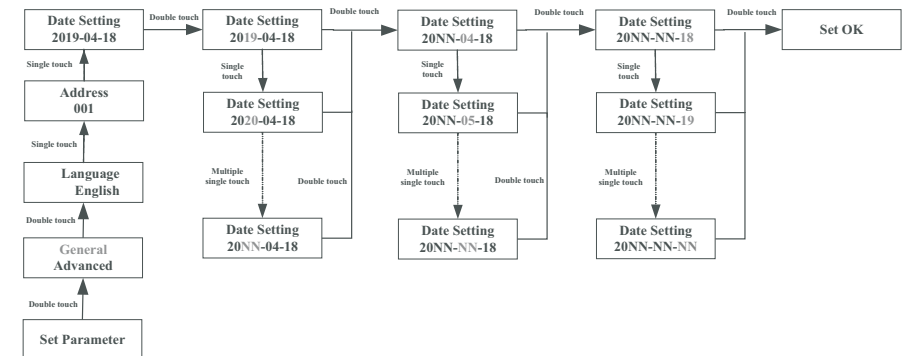 Date Setting
2019-04-18
Double touch
Date Setting
2019-04-18
Double touch
Date Setting
20NN-04-18
Double touch
Date Setting
20NN-NN-18
Double touch
Set OK
Single touch
Single
touch
Single
touch
Single
touch
Address
001
Date Setting
2020-04-18
Date Setting
20NN-05-18
Date Setting
20NN-NN-19
Single touch
Language
English
Multiple
single touch
Double touch
Multiple
single touch
Double touch
Multiple
single touch
Double touch
General
Advanced
Date Setting
20NN-04-18
Date Setting
20NN-NN-18
Date Setting
20NN-NN-NN
Double touch
Set Parameter